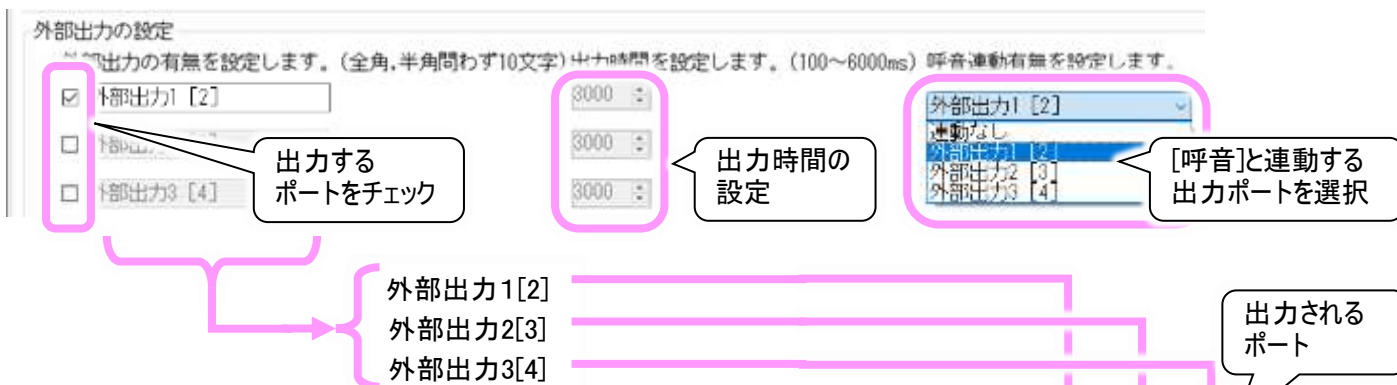 外部出力の設定
外部出力の有無を設定します。(全角,半角問わず10文字) 出力時間を設定します。(100～6000ms) 呼音連動有無を設定します。
外部出力1 [2]
3000
外部出力1 [2]
連動なし
外部出力1 [2]
外部出力2 [3]
外部出力3 [4]
3000
外部出力3 [4]
3000
出力する
ポートをチェック
出力時間の
設定
[呼音]と連動する
出力ポートを選択
外部出力1[2]
外部出力2[3]
外部出力3[4]
出力される
ポート